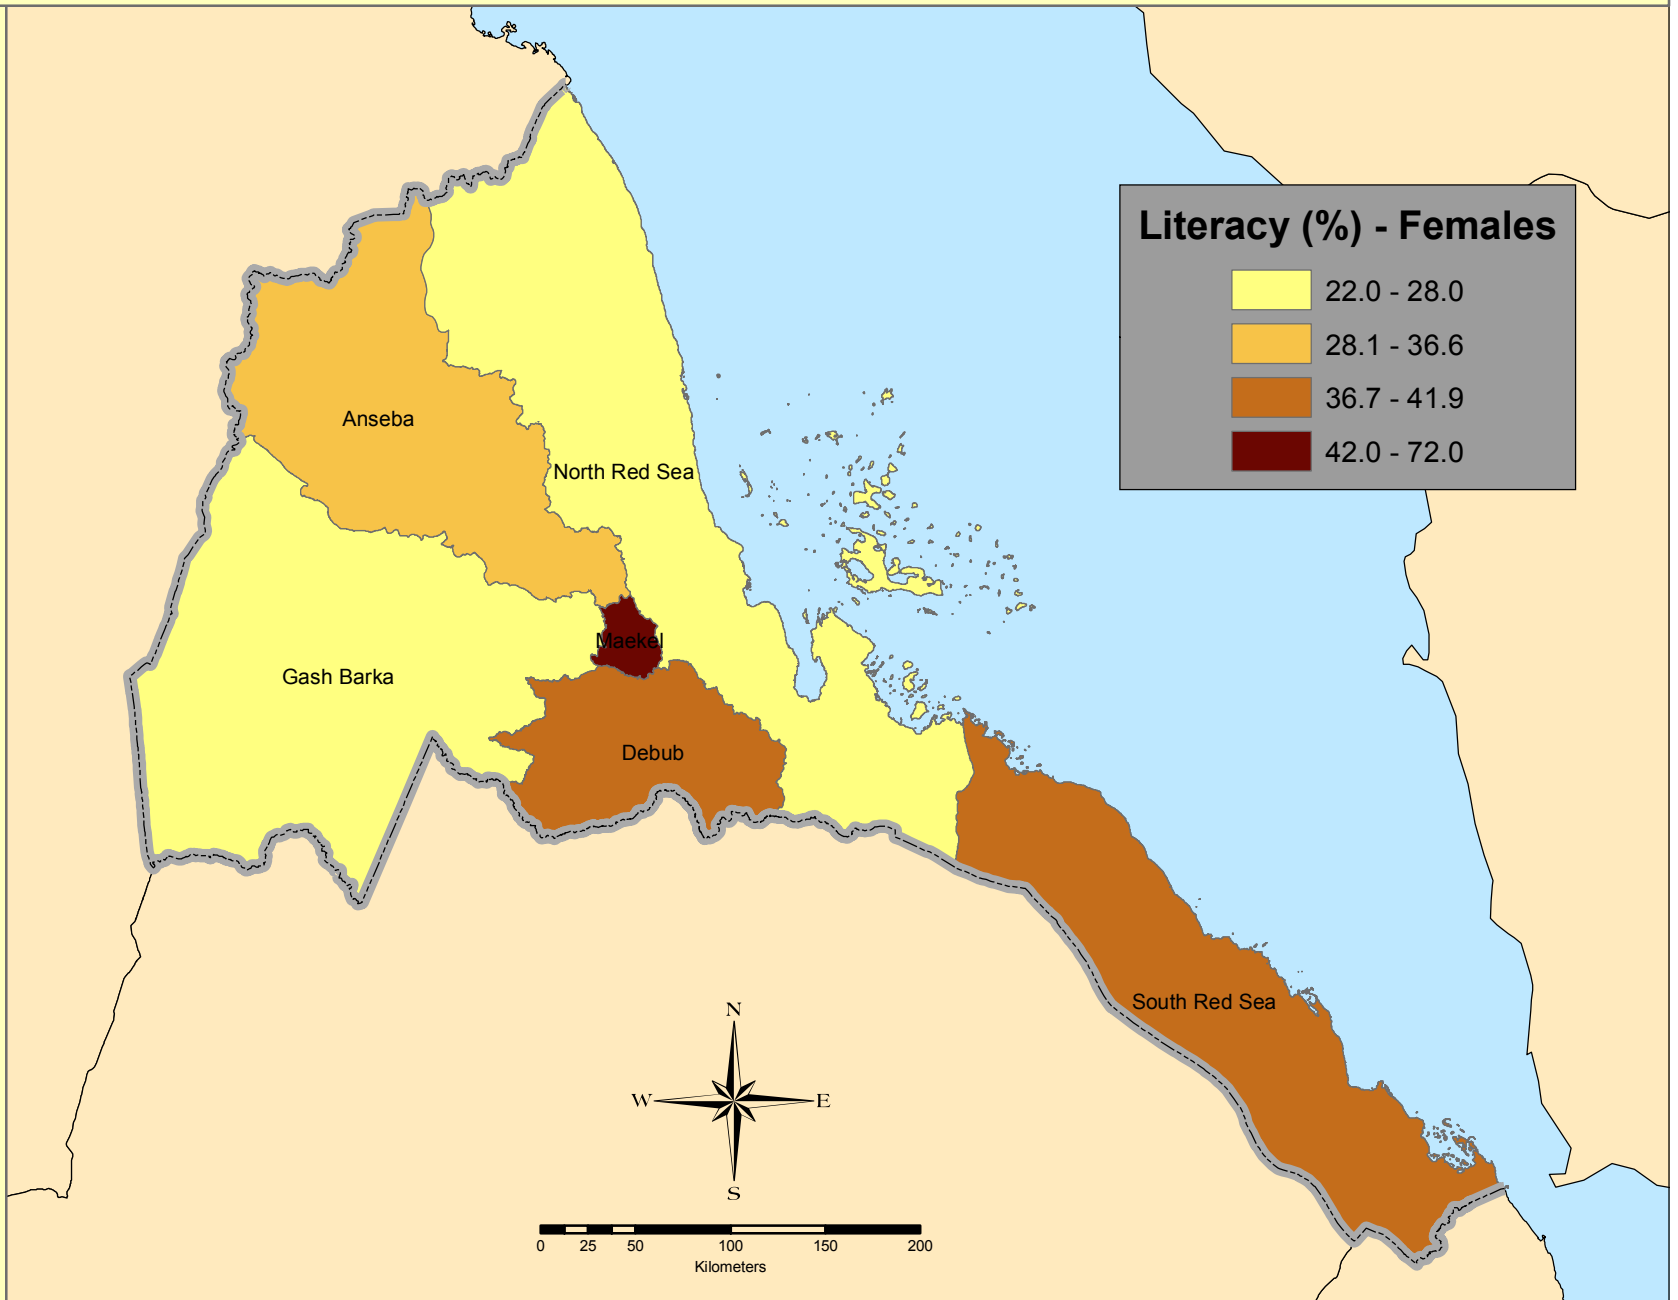 Literacy (%) - Females
22.0 - 28.0
28.1 - 36.6
36.7 - 41.9
42.0 - 72.0
Anseba
North Red Sea
Maekel
Gash Barka
Debub
South Red Sea
N
W E
S
0 25 50 100 150 200
Kilometers